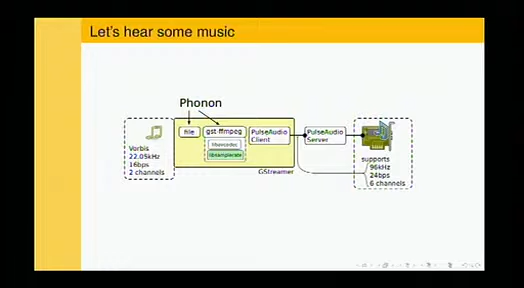 Let's hear some music
Phonon
file
gst-ffmpeg
PulseAudio
Client
PulseAudio
Server
libavcodec
libsamplerate
GStreamer
Vorbis
22.05kHz
16bps
2 channels
supports
96kHz
24bps
6 channels